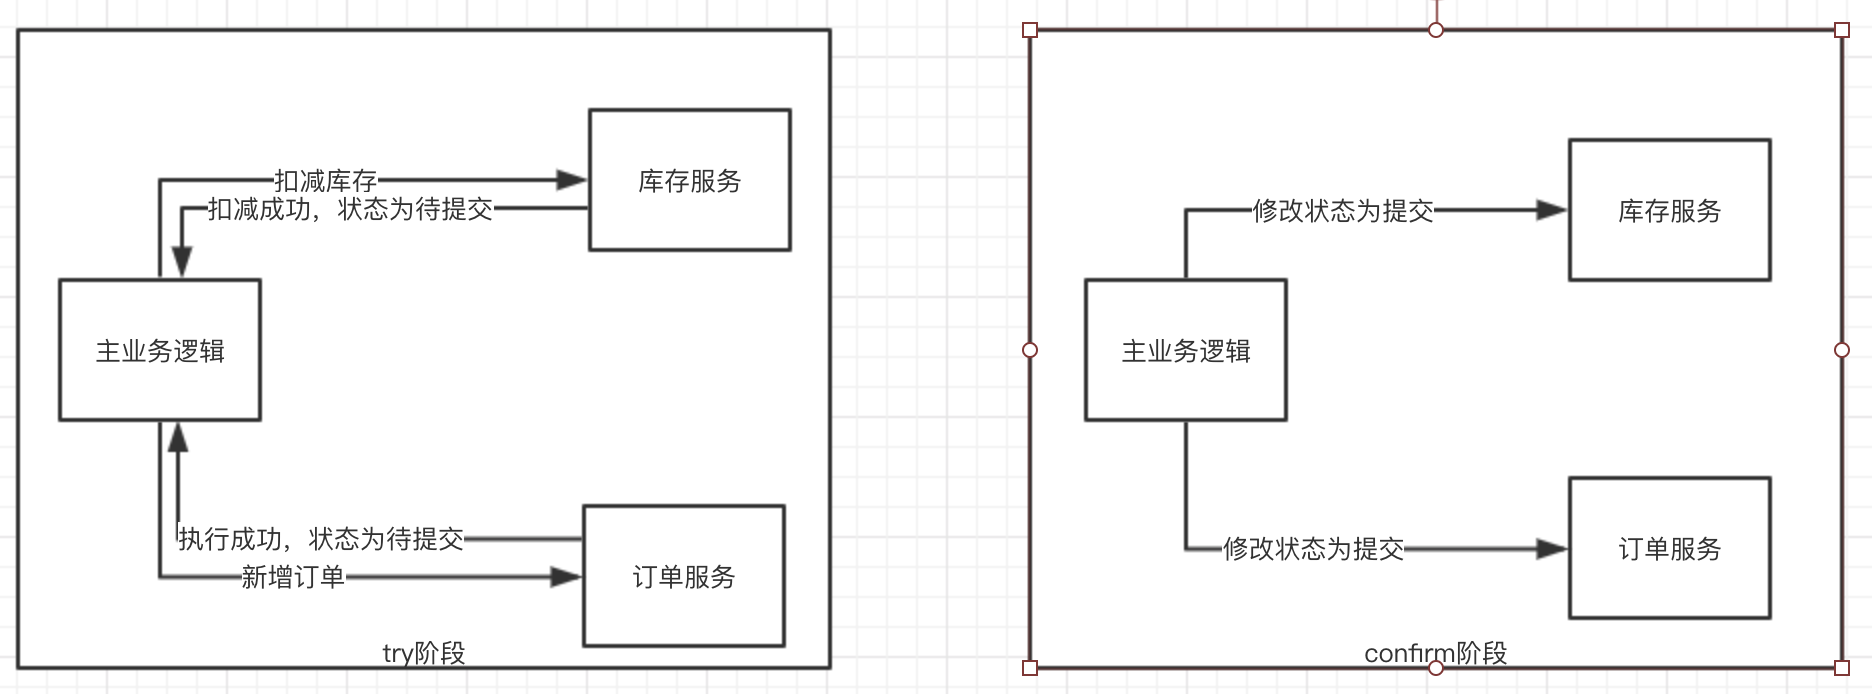 扣减库存
扣减成功，状态为待提交
库存服务
主业务逻辑
执行成功，状态为待提交
新增订单
订单服务
try阶段
修改状态为提交
库存服务
主业务逻辑
修改状态为提交
订单服务
confirm阶段